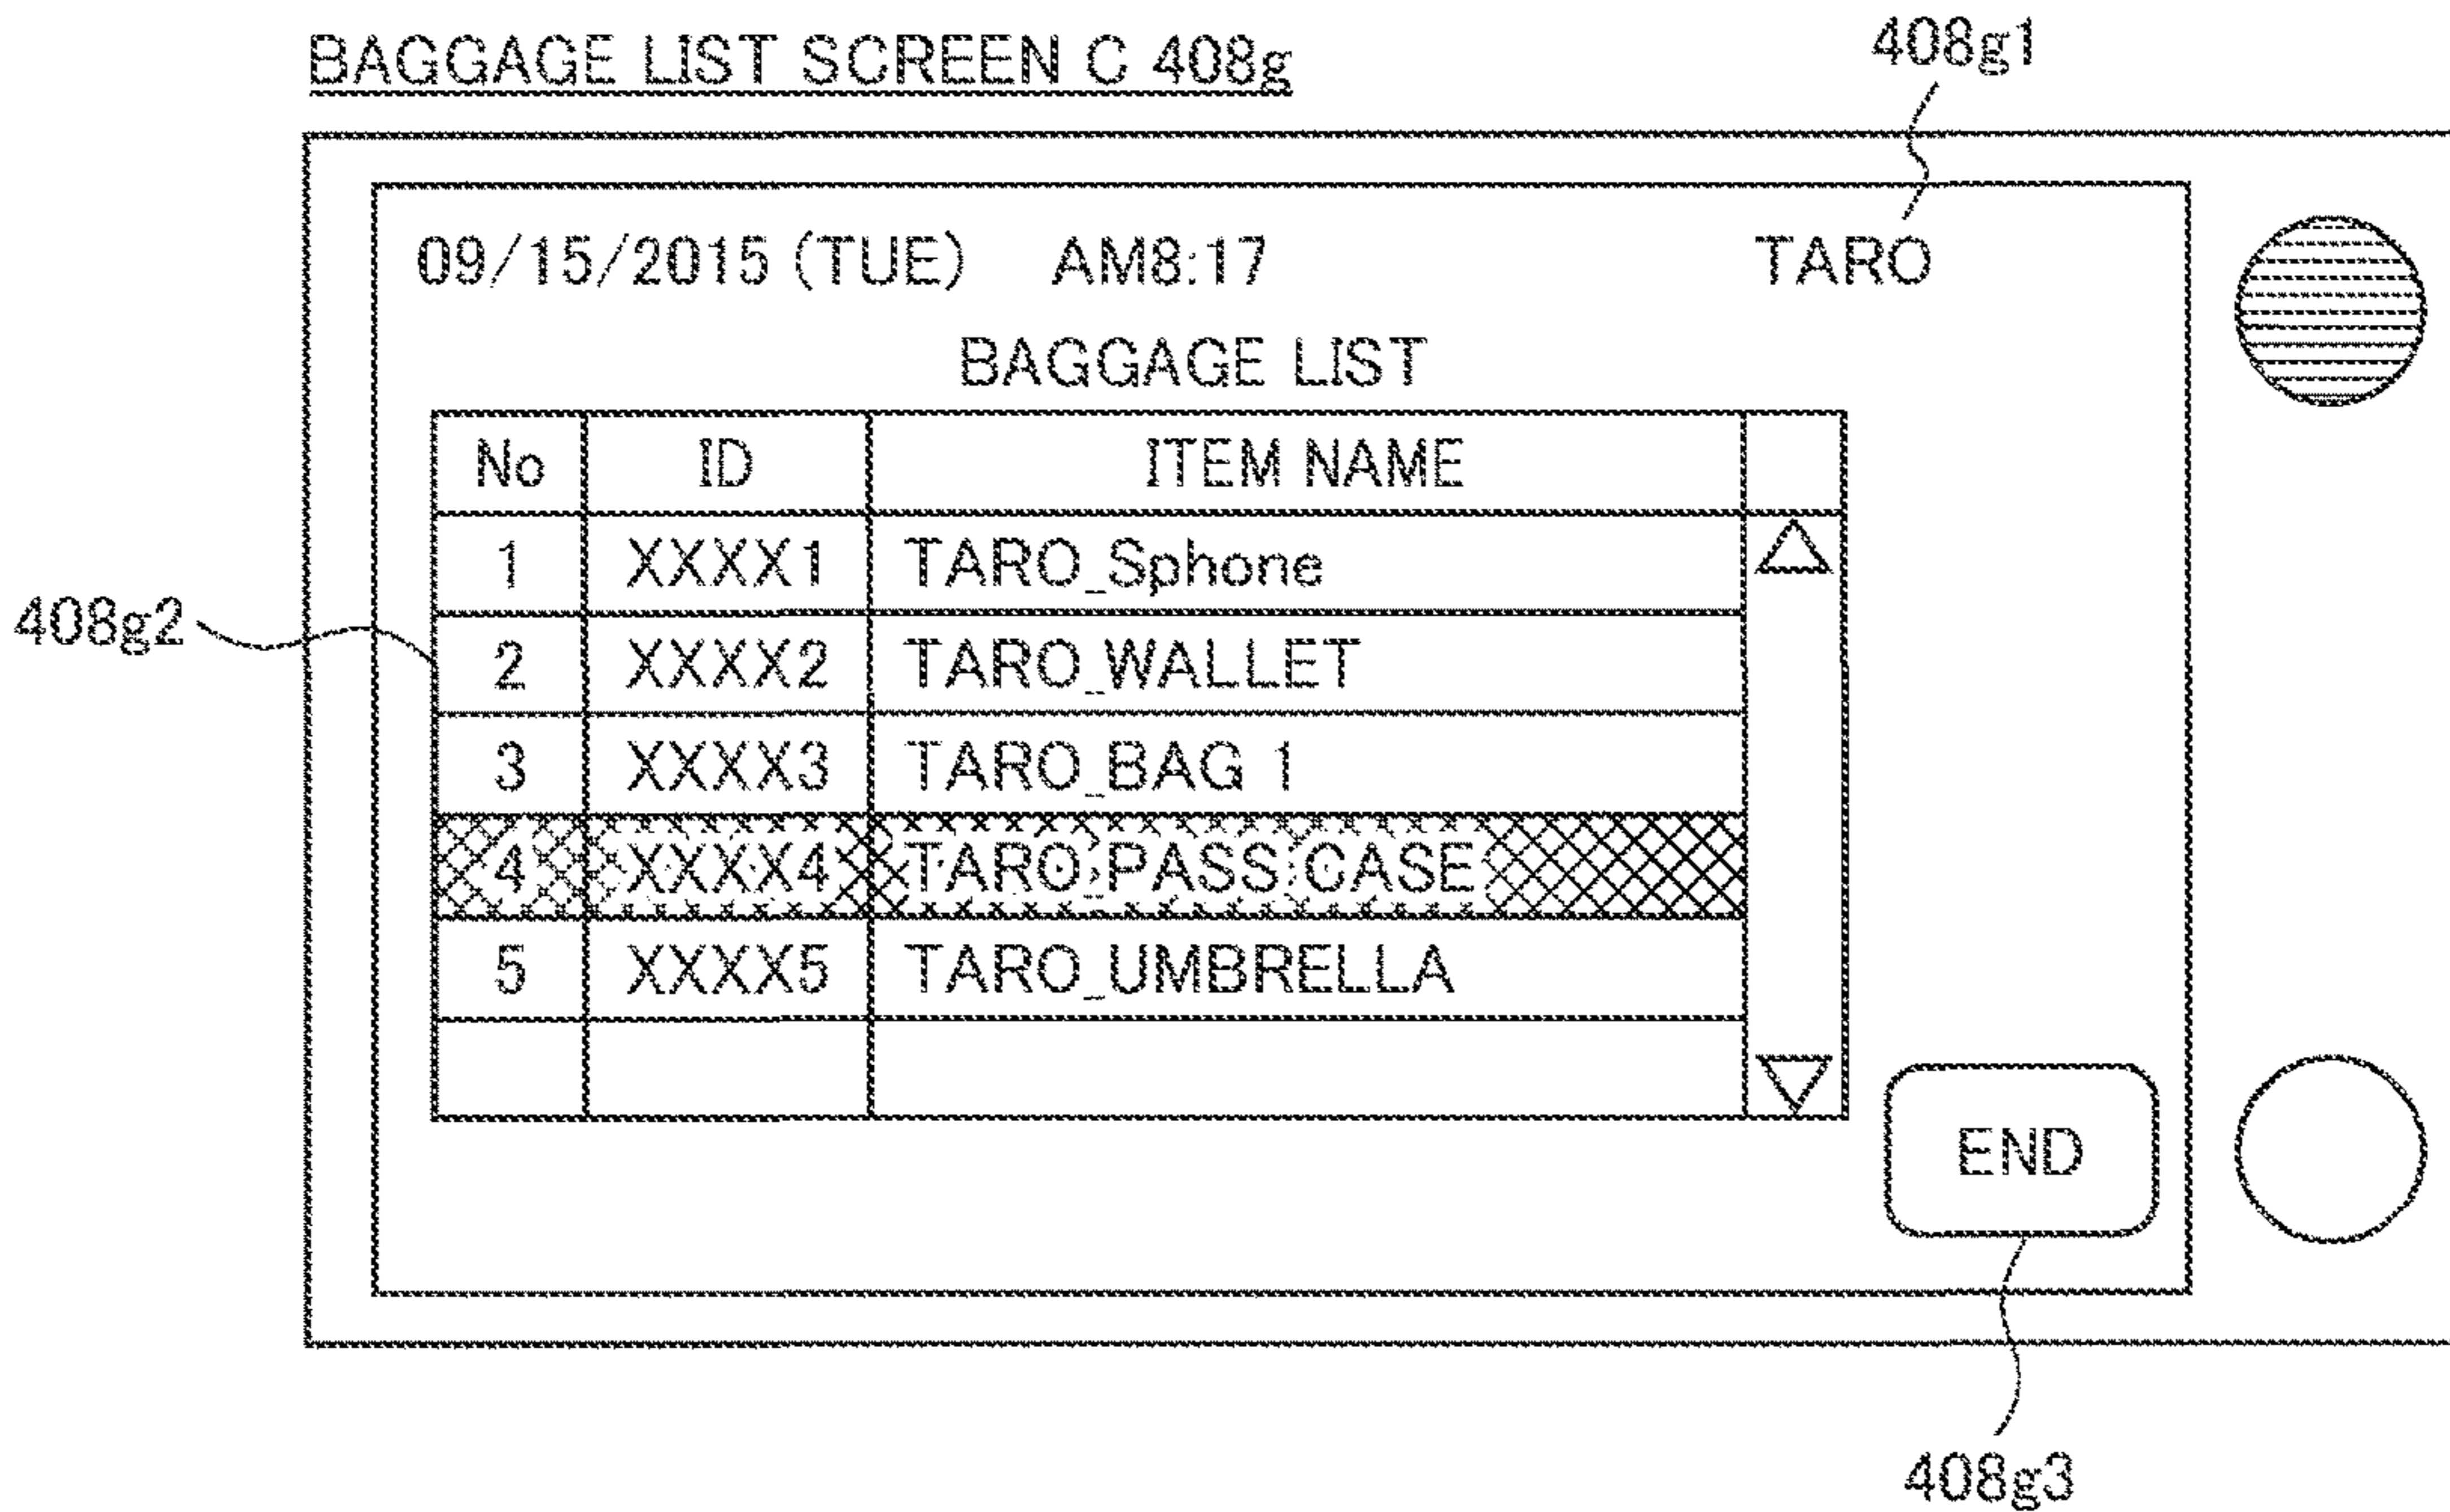 BAGGAGE LIST SCREEN C 408g
408g1
09/15/2015 (TUE) AM8:17 TARO
BAGGAGE LIST
No ID ITEM NAME
1 XXXX1 TARO_Sphone
408g2
2 XXXX2 TARO_WALLET
3 XXXX3 TARO_BAG 1
4 XXXX4 TARO_PASS CASE
5 XXXX5 TARO_UMBRELLA
END
408g3